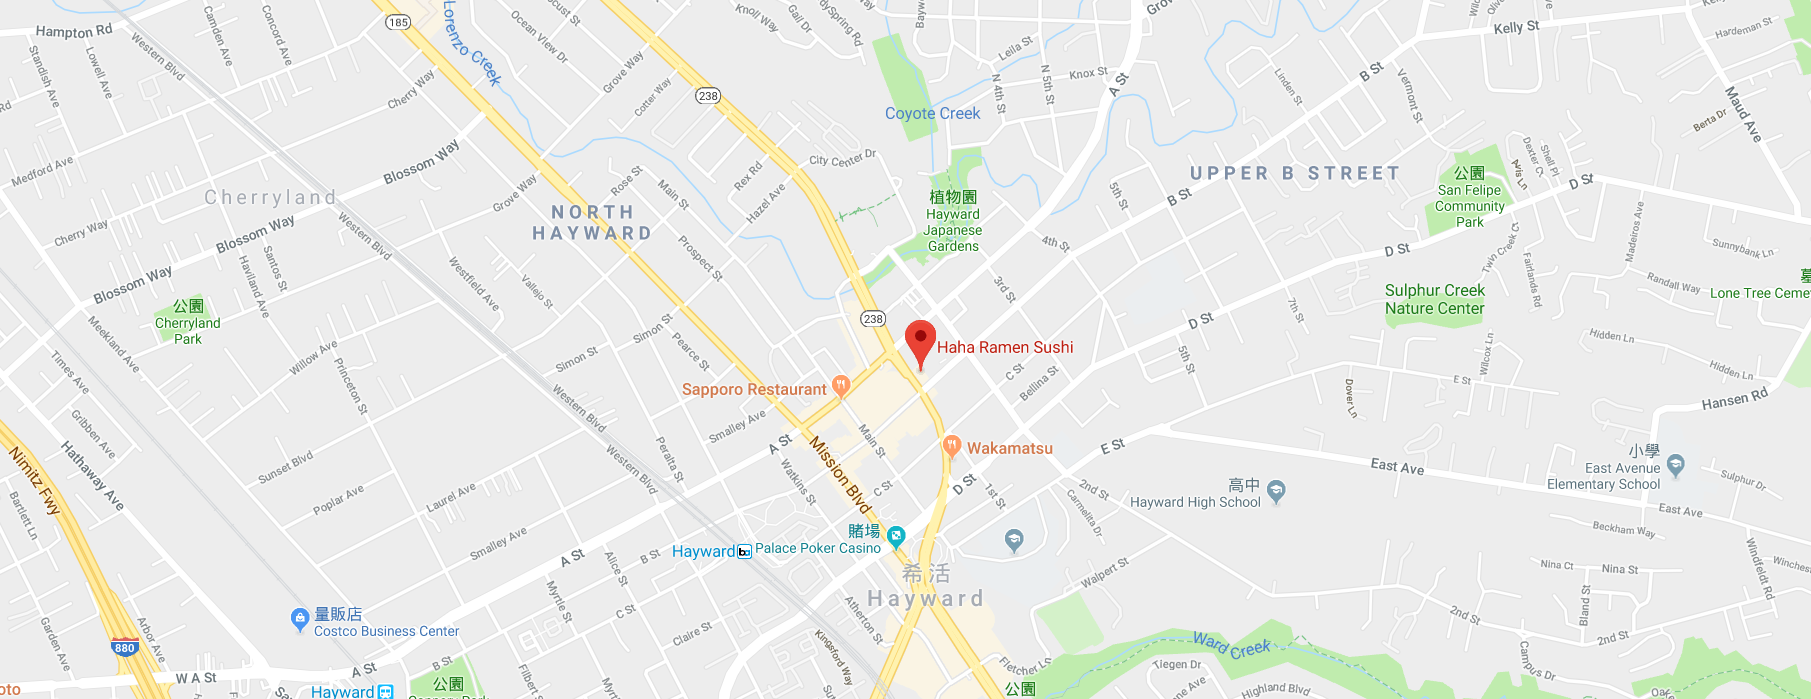 Hampton Rd
Western Blvd
Camden Ave
Concord Ave
185
Lorenzo Creek
Ocean View Dr
Knoll Way
Gail Dr
Spring Rd
Leila St
Kelly St
Hardeman St
Standish Ave
Lowell Ave
Cherry Way
Grove Way
Cotter Way
238
Knox St
N 4th St
N 5th St
A St
B St
Linden St
Vermont St
Maud Ave
Berta Dr
Coyote Creek
Medford Ave
Blossom Way
City Center Dr
Rex Rd
Hazel Ave
Rose St
Main St
UPPER B STREET
5th St
B St
公園
San Felipe
Community
Park
Dexter Ct
Shell Pl
Aris Ln
D St
Cherryland
Grove Way
NORTH
HAYWARD
植物園
Hayward
Japanese
Gardens
4th St
D St
Twin Creek Ct
Fairlands Rd
Madeiros Ave
Sunnybank Ln
Cherry Way
Blossom Way
Western Blvd
Prospect St
Santos St
Haviland Ave
Westfield Ave
Vallejo St
3rd St
7th St
Randall Way
Lone Tree Ceme
Blossom Way
公園
Cherryland
Park
Sulphur Creek
Nature Center
238
D St
Meekland Ave
Times Ave
Willow Ave
Simon St
Simon St
Pearce St
Princeton St
Haha Ramen Sushi
C St
Bellina St
5th St
E St
Wilcox Ln
Hidden Ln
Hidden Ln
Dover Ln
Hansen Rd
Sapporo Restaurant
Western Blvd
Smalley Ave
A St
Main St
Wakamatsu
E St
East Ave
Gribben Ave
Hathaway Ave
Nimitz Fwy
Sunset Blvd
Western Blvd
Peralta St
Mission Blvd
Watkins St
C St
D St
1st St
2nd St
Carmelita Dr
高中
Hayward High School
小學
East Avenue
Elementary School
Sulphur Dr
East Ave
Beckham Way
Bartlett Ln
Poplar Ave
Laurel Ave
Smalley Ave
A St
B St
Alice St
Hayward
賭場
Palace Poker Casino
希活
Hayward
Walpert St
Nina Ct
Nina St
Bland St
Windfeldt Rd
Winches
Myrtle St
C St
Claire St
Atherton St
Kingsford Way
量販店
Costco Business Center
880
Garden Ave
Arbor Ave
W A St
A St
B St
公園
Hayward
Filbert S
Fletcher Ln
公園
Ward Creek
Tiegen Dr
Highland Blvd
2nd St
2nd St
Campus Dr
oto